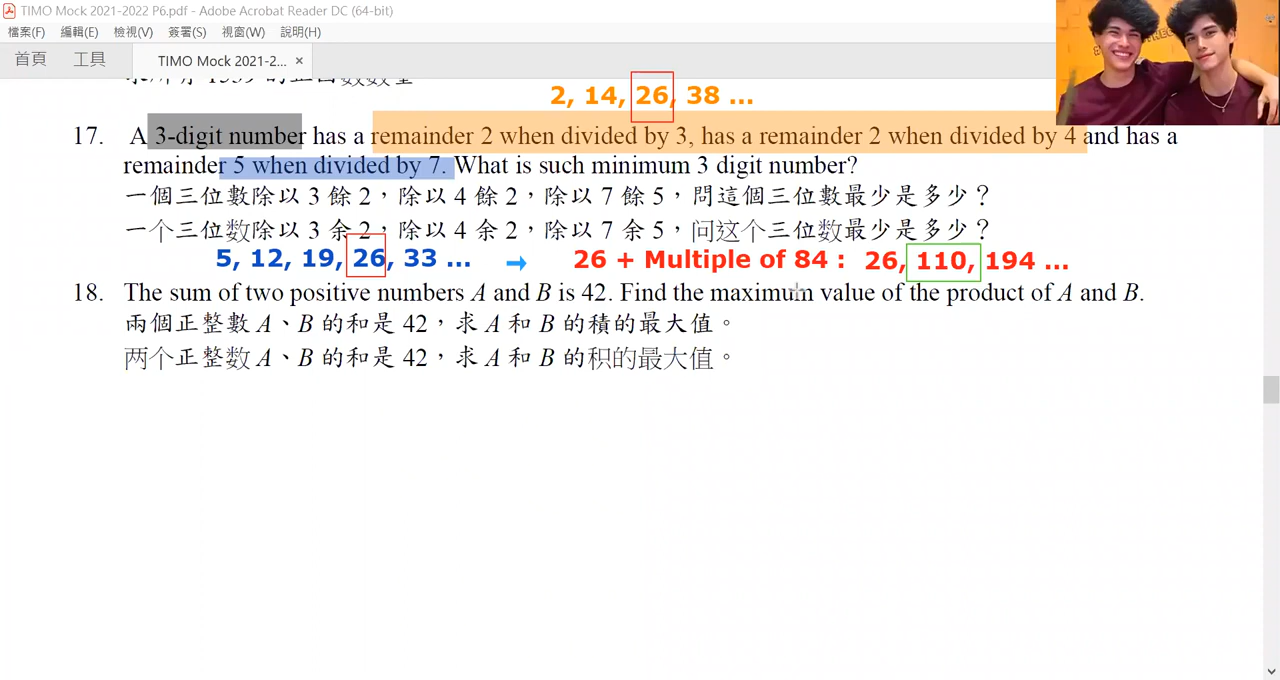 TIMO Mock 2021-2022 P6.pdf - Adobe Acrobat Reader DC (64-bit)
檔案(F) 編輯(E) 檢視(V) 簽署(S) 視窗(W) 說明(H)
首頁 工具 TIMO Mock 2021-2... ×
2, 14, 26, 38 ...
17. A 3-digit number has a remainder 2 when divided by 3, has a remainder 2 when divided by 4 and has a
remainder 5 when divided by 7. What is such minimum 3 digit number?
一個三位數除以 3 餘 2，除以 4 餘 2，除以 7 餘 5，問這個三位數最少是多少？
一个三位数除以 3 余 2，除以 4 余 2，除以 7 余 5，问这个三位数最少是多少？
5, 12, 19, 26, 33 ... → 26 + Multiple of 84 : 26, 110, 194 ...
18. The sum of two positive numbers A and B is 42. Find the maximum value of the product of A and B.
兩個正整數 A、B 的和是 42，求 A 和 B 的積的最大值。
两个正整数 A、B 的和是 42，求 A 和 B 的积的最大值。